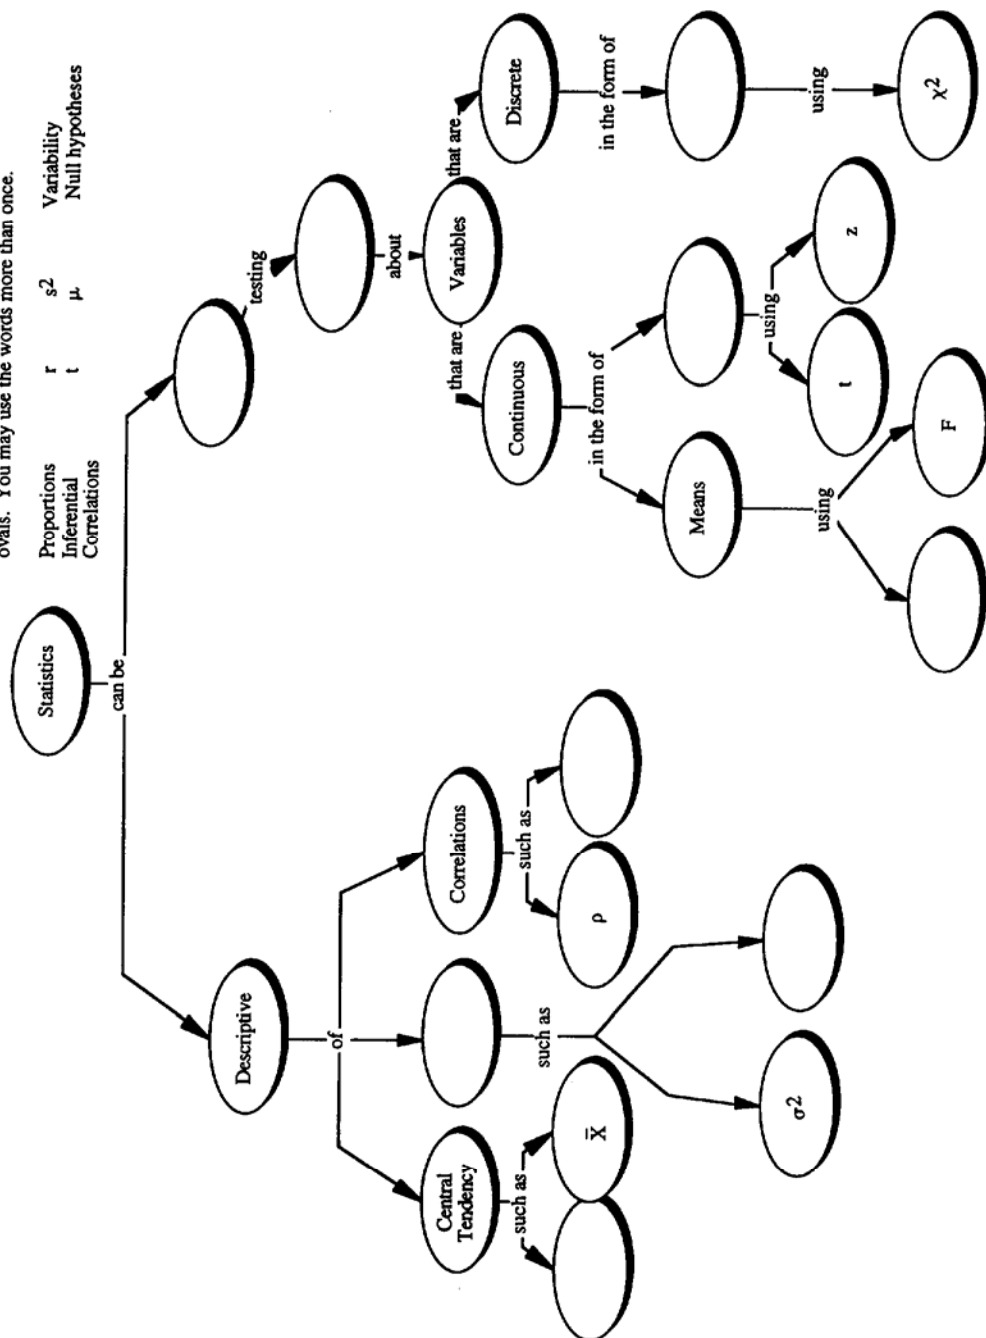 ovals. You may use the words more than once.
Proportions r s² Variability
Inferential t μ Null hypotheses
Correlations
Statistics
can be
Descriptive
testing
of
about
Central
Tendency
Correlations
Variables
that are
that are
such as
such as
Continuous
Discrete
X̄
ρ
in the form of
in the form of
such as
Means
using
using
using
σ²
t
z
F
χ²